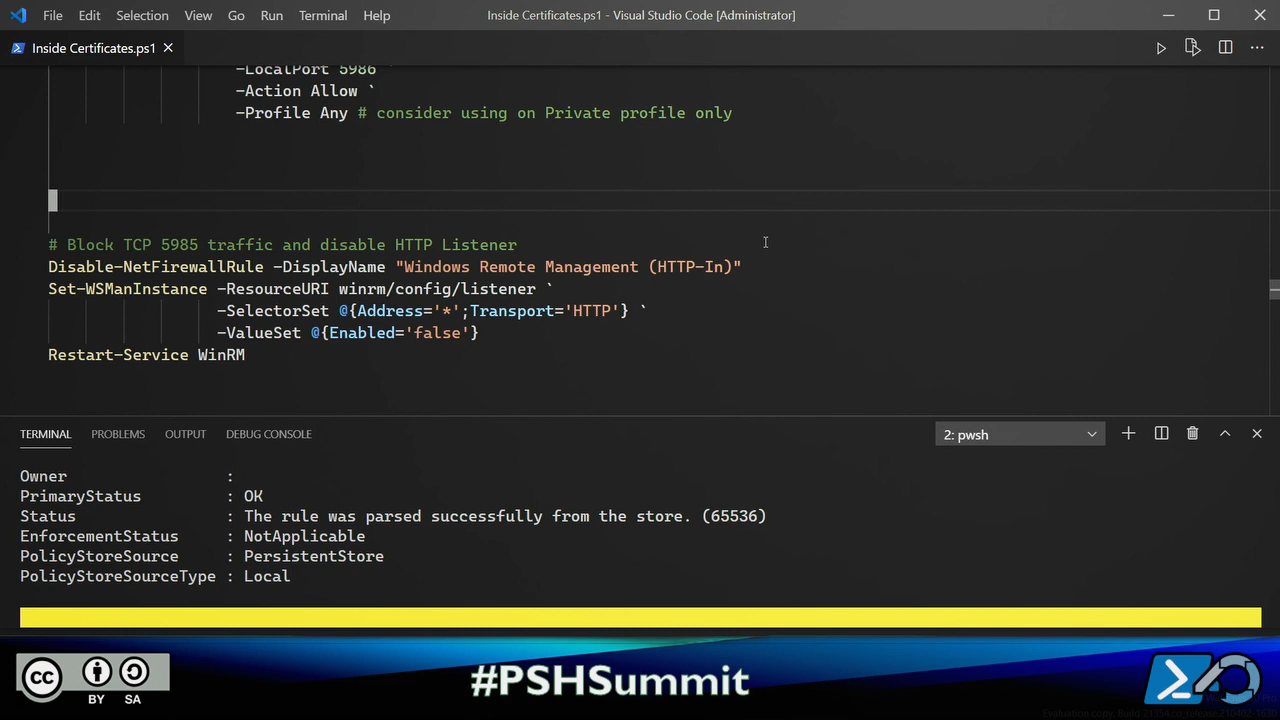 File Edit Selection View Go Run Terminal Help Inside Certificates.ps1 - Visual Studio Code [Administrator]
Inside Certificates.ps1
-LocalPort 5986 `
-Action Allow `
-Profile Any # consider using on Private profile only
# Block TCP 5985 traffic and disable HTTP Listener
Disable-NetFirewallRule -DisplayName "Windows Remote Management (HTTP-In)"
Set-WSManInstance -ResourceURI winrm/config/listener `
-SelectorSet @{Address='*';Transport='HTTP'} `
-ValueSet @{Enabled='false'}
Restart-Service WinRM
TERMINAL PROBLEMS OUTPUT DEBUG CONSOLE 2: pwsh
Owner :
PrimaryStatus : OK
Status : The rule was parsed successfully from the store. (65536)
EnforcementStatus : NotApplicable
PolicyStoreSource : PersistentStore
PolicyStoreSourceType : Local
#PSHSummit
CC BY SA